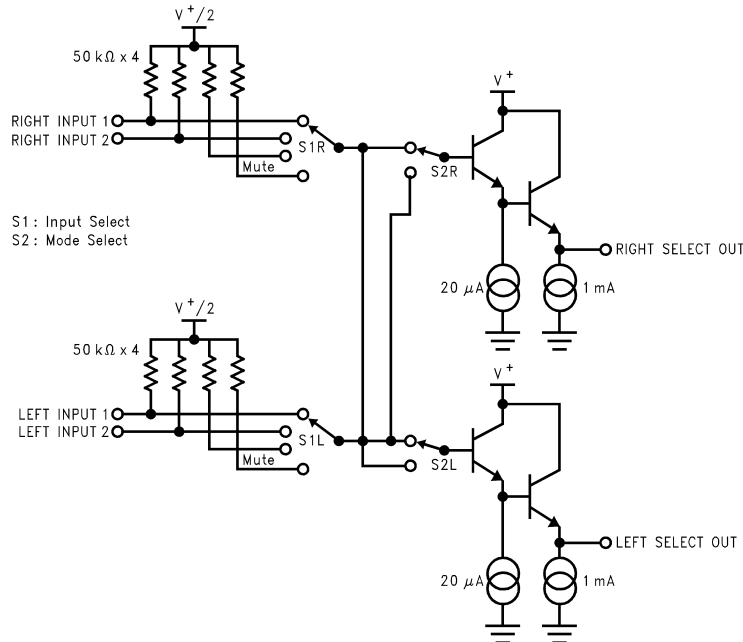 V+/2
50 kΩ x 4
RIGHT INPUT 1
RIGHT INPUT 2
Mute
S1R
S2R
V+
S1: Input Select
S2: Mode Select
RIGHT SELECT OUT
20 μA
1 mA
V+/2
50 kΩ x 4
LEFT INPUT 1
LEFT INPUT 2
Mute
S1L
S2L
V+
LEFT SELECT OUT
20 μA
1 mA